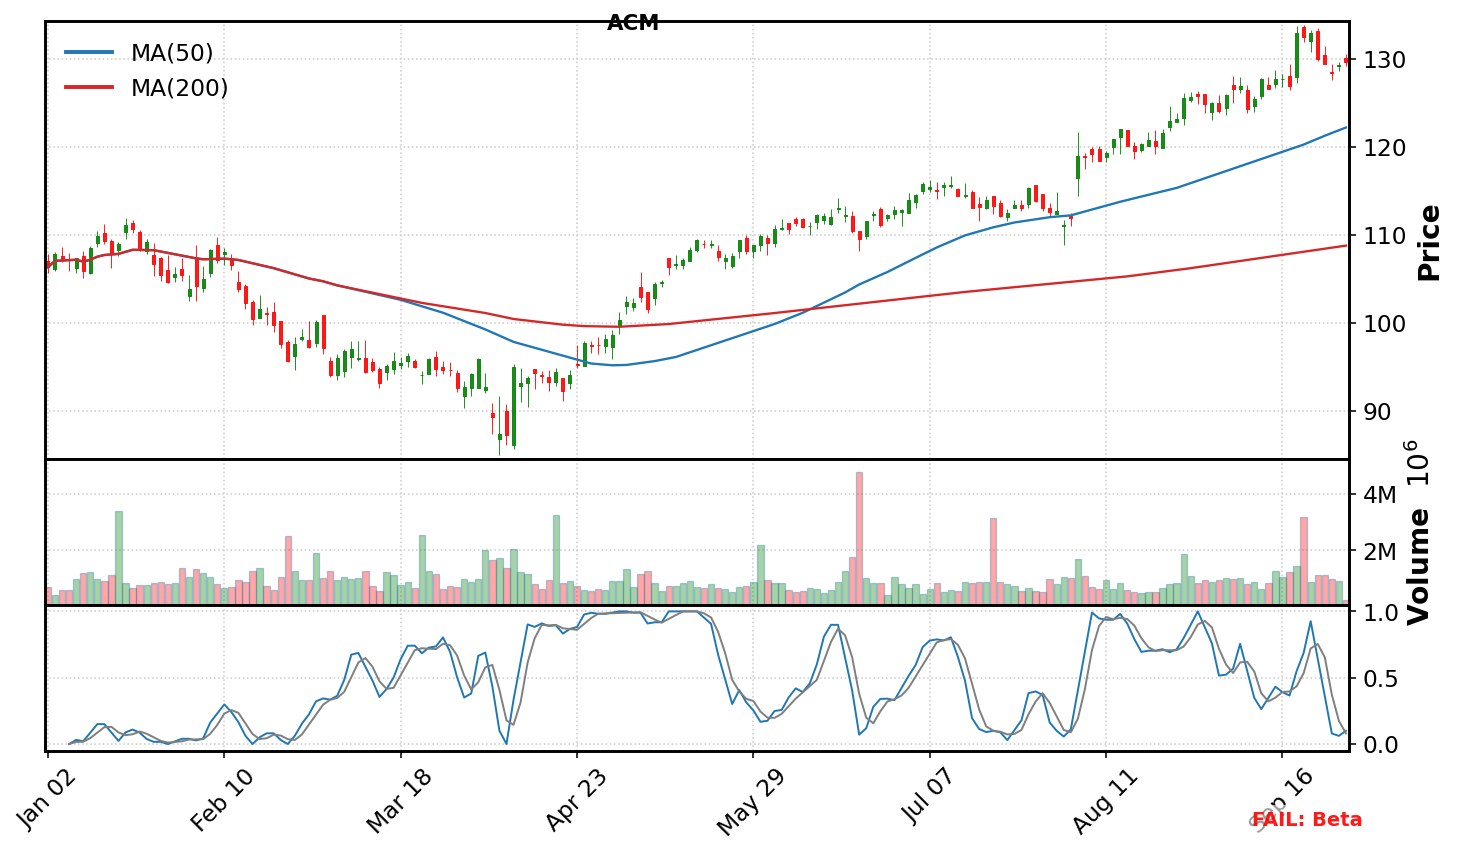 ACM
MA(50)
MA(200)
130
120
110
100
90
Price
4M
2M
Volume 10^6
1.0
0.5
0.0
Jan 02
Feb 10
Mar 18
Apr 23
May 29
Jul 07
Aug 11
Sep 16
FAIL: Beta